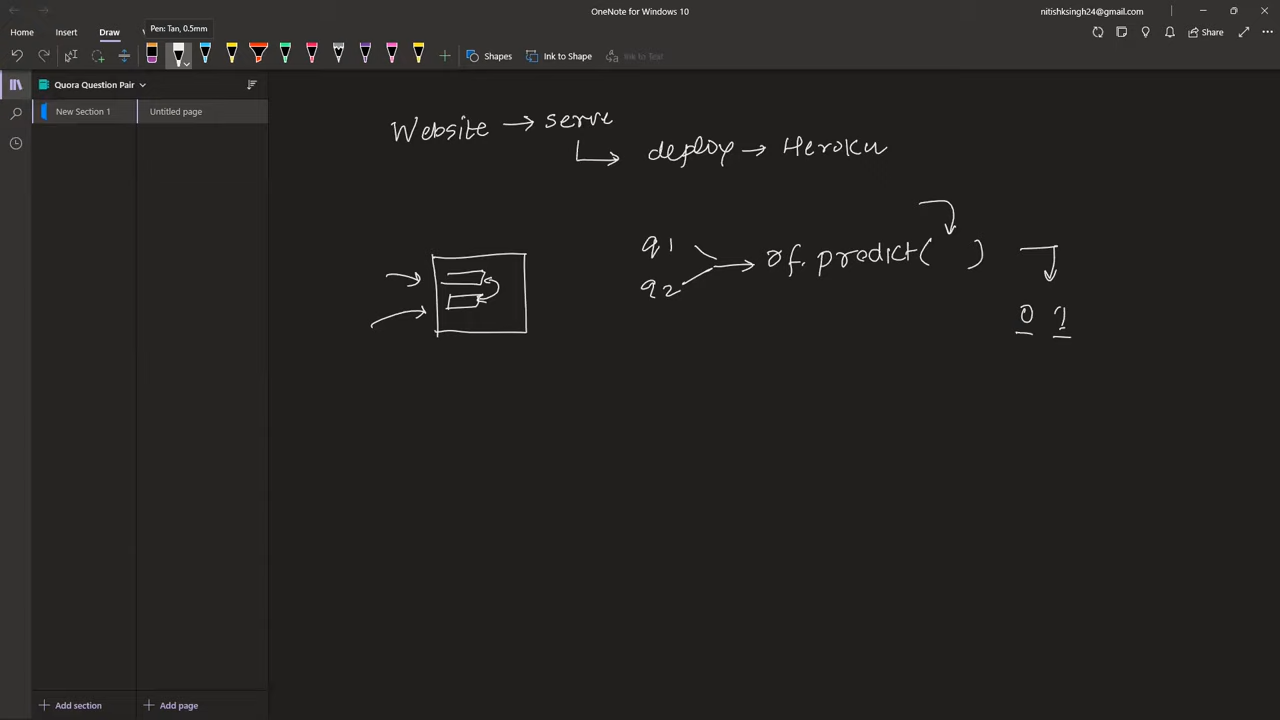 OneNote for Windows 10
nitishksingh24@gmail.com
Pen: Tan, 0.5mm
Home Insert Draw
Share
Shapes Ink to Shape Ink to Text
Quora Question Pair
New Section 1 Untitled page
Website → serve
deploy → Heroku
q1
rf.predict( )
q2
0 1
Add section Add page